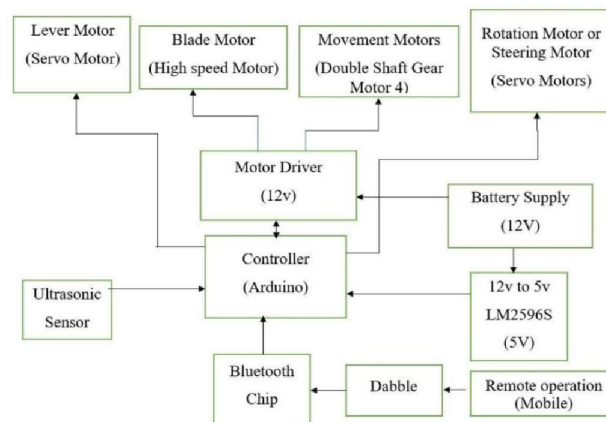 Lever Motor
(Servo Motor)
Blade Motor
(High speed Motor)
Movement Motors
(Double Shaft Gear
Motor 4)
Rotation Motor or
Steering Motor
(Servo Motors)
Motor Driver
(12v)
Battery Supply
(12V)
Controller
(Arduino)
Ultrasonic
Sensor
12v to 5v
LM2596S
(5V)
Bluetooth
Chip
Dabble
Remote operation
(Mobile)